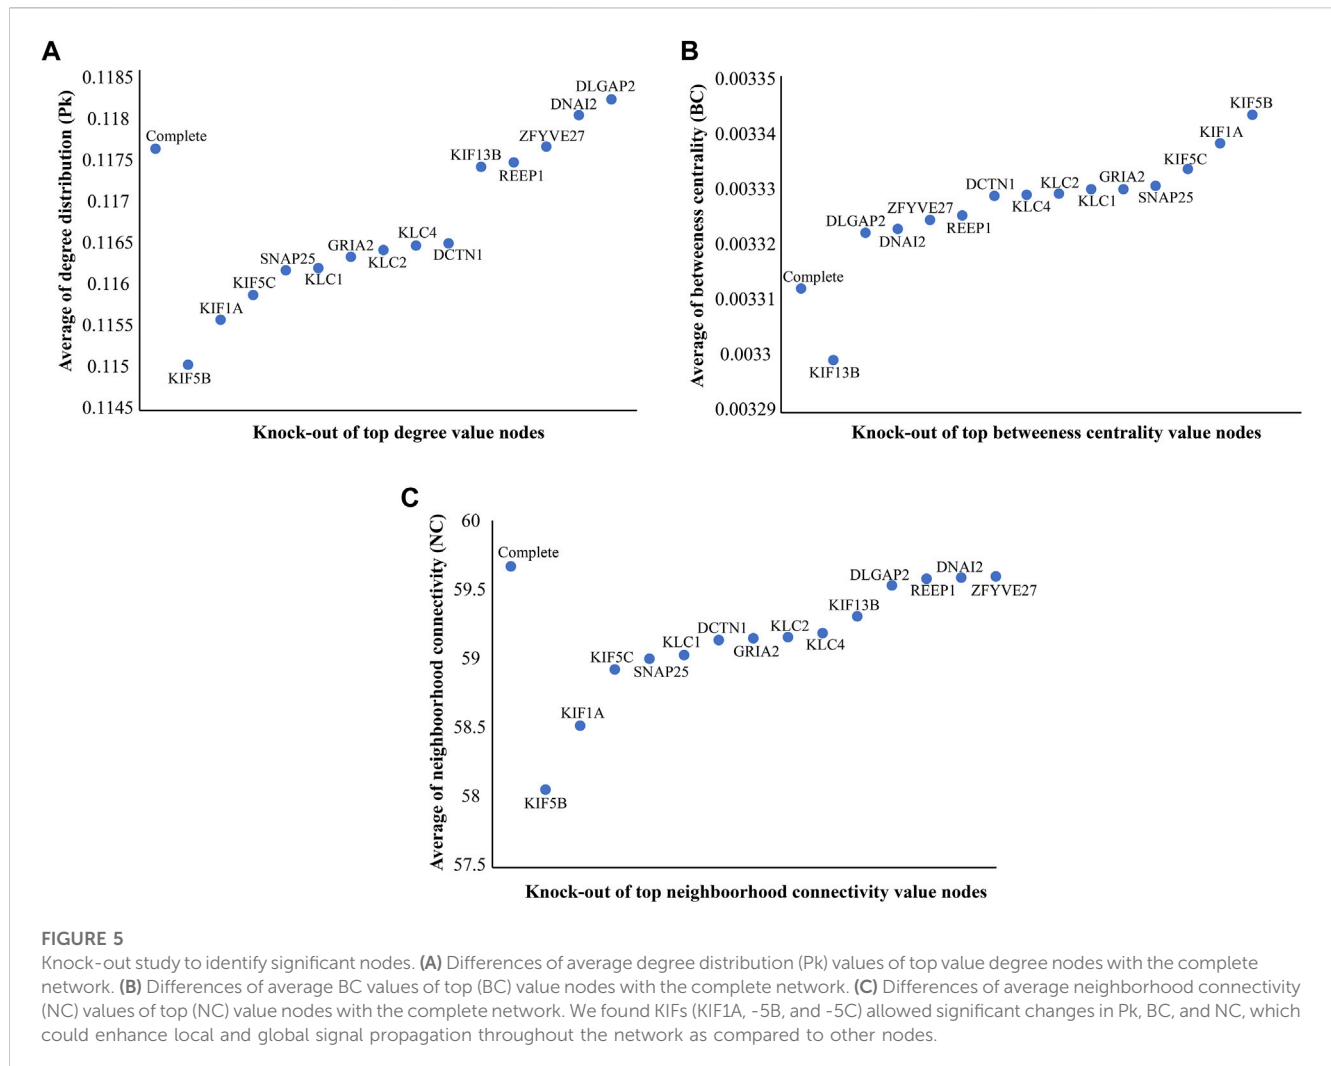 A
Average of degree distribution (Pk)
0.1185
0.118
0.1175
0.117
0.1165
0.116
0.1155
0.115
0.1145
Complete
KIF5B
KIF1A
KIF5C
SNAP25
KLC1
GRIA2
KLC2
KLC4
DCTN1
KIF13B
REEP1
ZFYVE27
DNAI2
DLGAP2
Knock-out of top degree value nodes
B
Average of betweeness centrality (BC)
0.00335
0.00334
0.00333
0.00332
0.00331
0.0033
0.00329
Complete
KIF13B
DLGAP2
DNAI2
ZFYVE27
REEP1
DCTN1
KLC4
KLC2
KLC1
GRIA2
SNAP25
KIF5C
KIF1A
KIF5B
Knock-out of top betweeness centrality value nodes
C
Average of neighboorhood connectivity (NC)
60
59.5
59
58.5
58
57.5
Complete
KIF5B
KIF1A
KIF5C
SNAP25
KLC1
DCTN1
GRIA2
KLC2
KLC4
KIF13B
DLGAP2
REEP1
DNAI2
ZFYVE27
Knock-out of top neighboorhood connectivity value nodes
FIGURE 5
Knock-out study to identify significant nodes. (A) Differences of average degree distribution (Pk) values of top value degree nodes with the complete
network. (B) Differences of average BC values of top (BC) value nodes with the complete network. (C) Differences of average neighborhood connectivity
(NC) values of top (NC) value nodes with the complete network. We found KIFs (KIF1A, -5B, and -5C) allowed significant changes in Pk, BC, and NC, which
could enhance local and global signal propagation throughout the network as compared to other nodes.